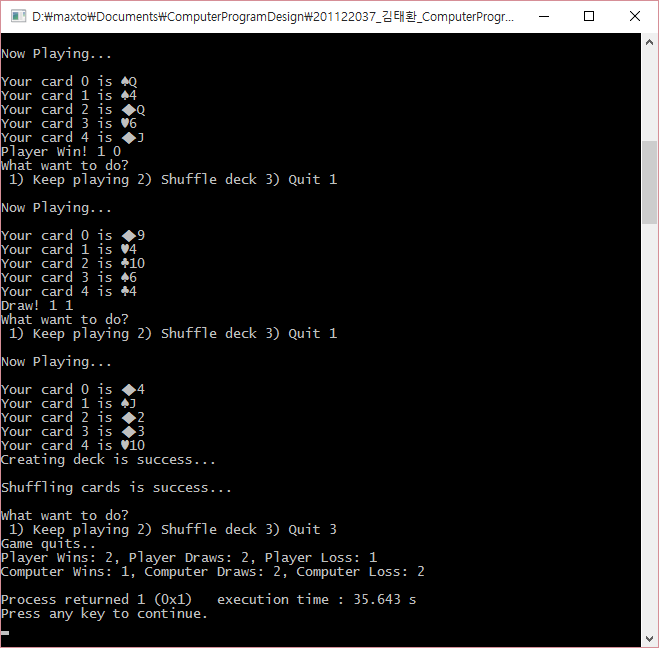 D:₩maxto₩Documents₩ComputerProgramDesign₩201122037_김태환_ComputerProgr...
Now Playing...
Your card 0 is ♠Q
Your card 1 is ♠4
Your card 2 is ◆Q
Your card 3 is ♥6
Your card 4 is ◆J
Player Win! 1 0
What want to do?
1) Keep playing 2) Shuffle deck 3) Quit 1
Now Playing...
Your card 0 is ◆9
Your card 1 is ♥4
Your card 2 is ♣10
Your card 3 is ♠6
Your card 4 is ♣4
Draw! 1 1
What want to do?
1) Keep playing 2) Shuffle deck 3) Quit 1
Now Playing...
Your card 0 is ◆4
Your card 1 is ♠J
Your card 2 is ◆2
Your card 3 is ◆3
Your card 4 is ♥10
Creating deck is success...
Shuffling cards is success...
What want to do?
1) Keep playing 2) Shuffle deck 3) Quit 3
Game quits..
Player Wins: 2, Player Draws: 2, Player Loss: 1
Computer Wins: 1, Computer Draws: 2, Computer Loss: 2
Process returned 1 (0x1)   execution time : 35.643 s
Press any key to continue.